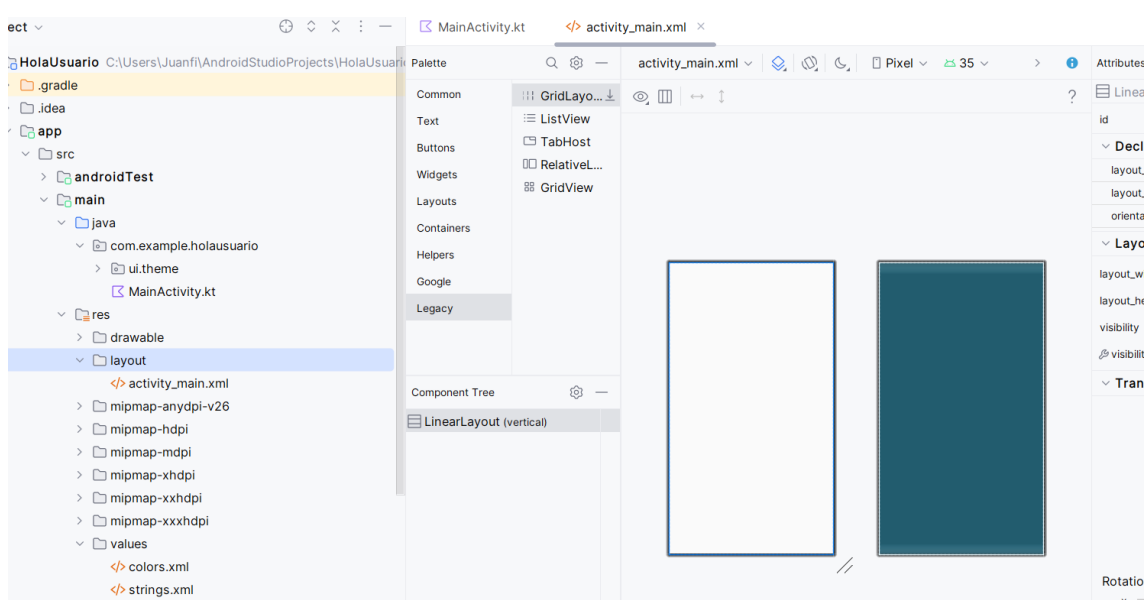 ect
MainActivity.kt
activity_main.xml
HolaUsuario C:\Users\Juanfi\AndroidStudioProjects\HolaUsuari
.gradle
.idea
app
src
androidTest
main
java
com.example.holausuario
ui.theme
MainActivity.kt
res
drawable
layout
activity_main.xml
mipmap-anydpi-v26
mipmap-hdpi
mipmap-mdpi
mipmap-xhdpi
mipmap-xxhdpi
mipmap-xxxhdpi
values
colors.xml
strings.xml
Palette
Common
Text
Buttons
Widgets
Layouts
Containers
Helpers
Google
Legacy
GridLayo...
ListView
TabHost
RelativeL...
GridView
Component Tree
LinearLayout (vertical)
activity_main.xml
Pixel
35
?
Attributes
Linea
id
Decl
layout_
layout_
orienta
Layo
layout_w
layout_he
visibility
visibilit
Tran
Rotatio